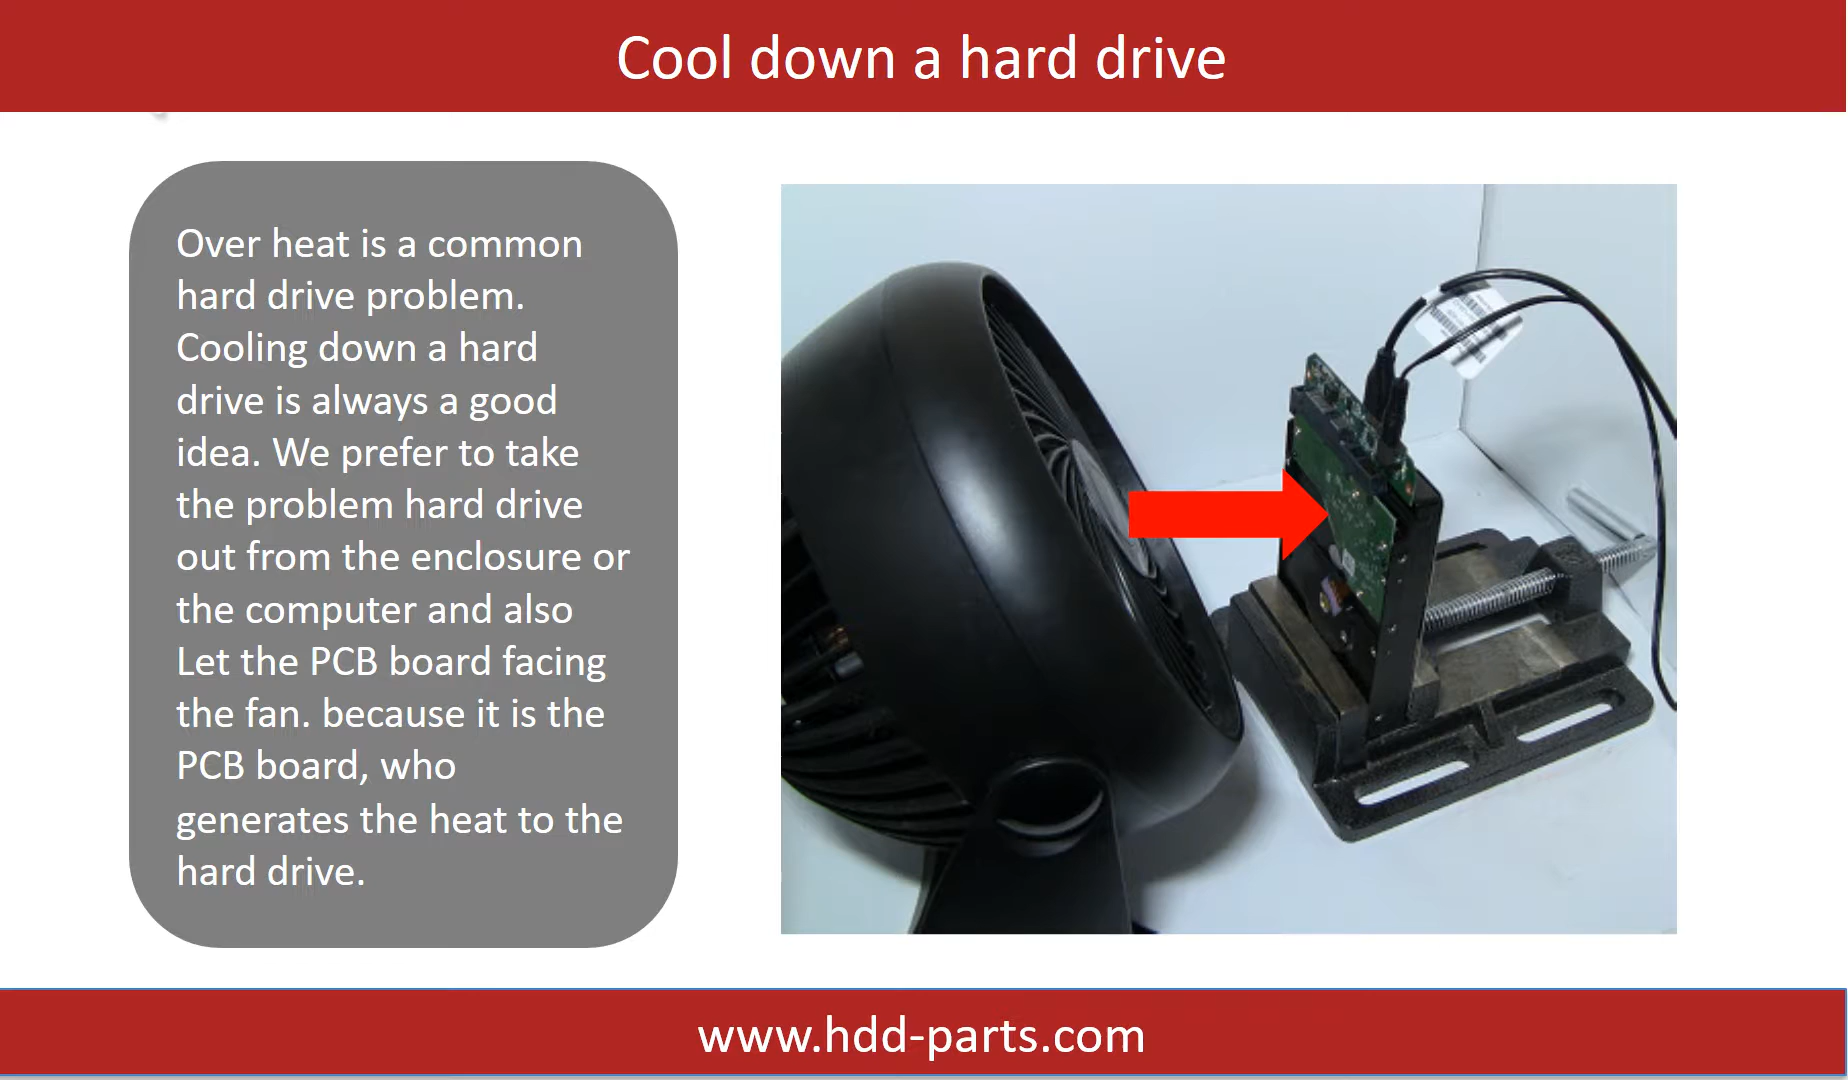 Cool down a hard drive
Over heat is a common
hard drive problem.
Cooling down a hard
drive is always a good
idea. We prefer to take
the problem hard drive
out from the enclosure or
the computer and also
Let the PCB board facing
the fan. because it is the
PCB board, who
generates the heat to the
hard drive.
www.hdd-parts.com